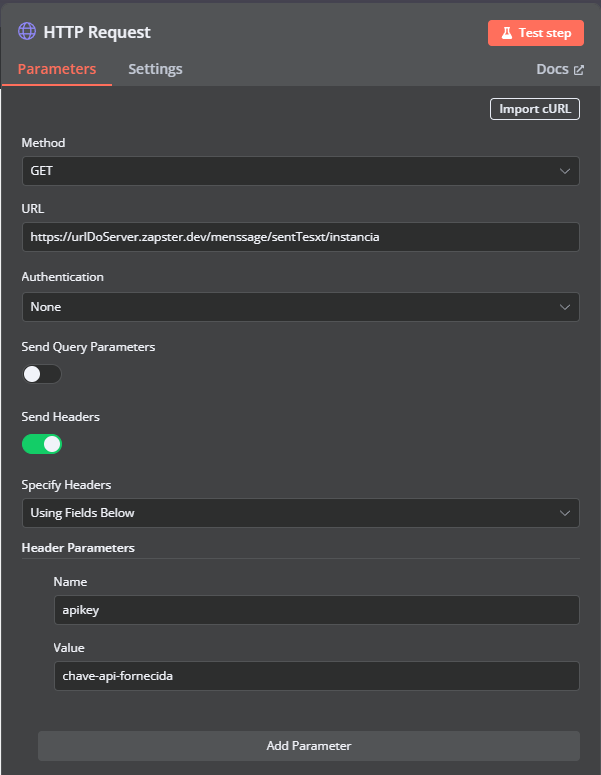 HTTP Request
Test step
Parameters
Settings
Docs
Import cURL
Method
GET
URL
https://urlDoServer.zapster.dev/menssage/sentTesxt/instancia
Authentication
None
Send Query Parameters
Send Headers
Specify Headers
Using Fields Below
Header Parameters
Name
apikey
Value
chave-api-fornecida
Add Parameter